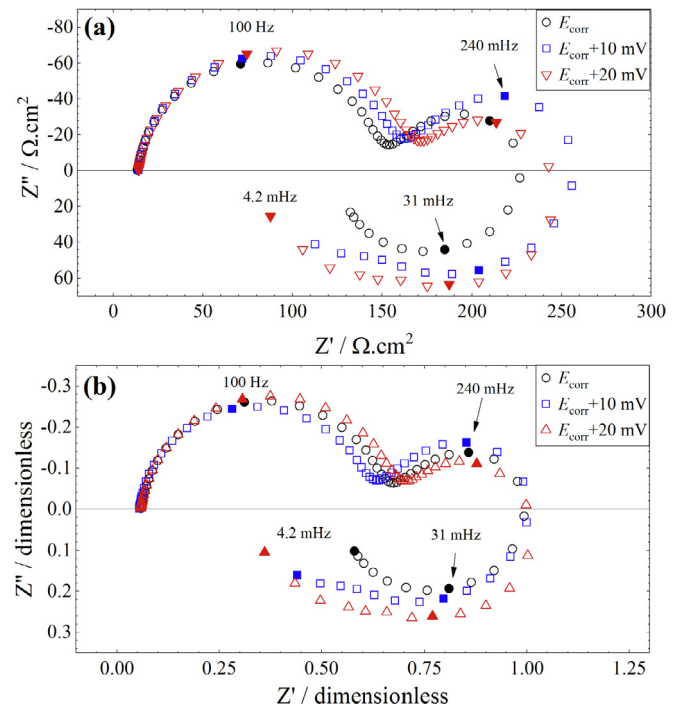 (a)
100 Hz
240 mHz
4.2 mHz
31 mHz
Ecorr
Ecorr+10 mV
Ecorr+20 mV
-80
-60
-40
-20
0
20
40
60
Z" / Ω.cm²
0
50
100
150
200
250
300
Z' / Ω.cm²
(b)
100 Hz
240 mHz
4.2 mHz
31 mHz
Ecorr
Ecorr+10 mV
Ecorr+20 mV
-0.3
-0.2
-0.1
0.0
0.1
0.2
0.3
Z" / dimensionless
0.00
0.25
0.50
0.75
1.00
1.25
Z' / dimensionless